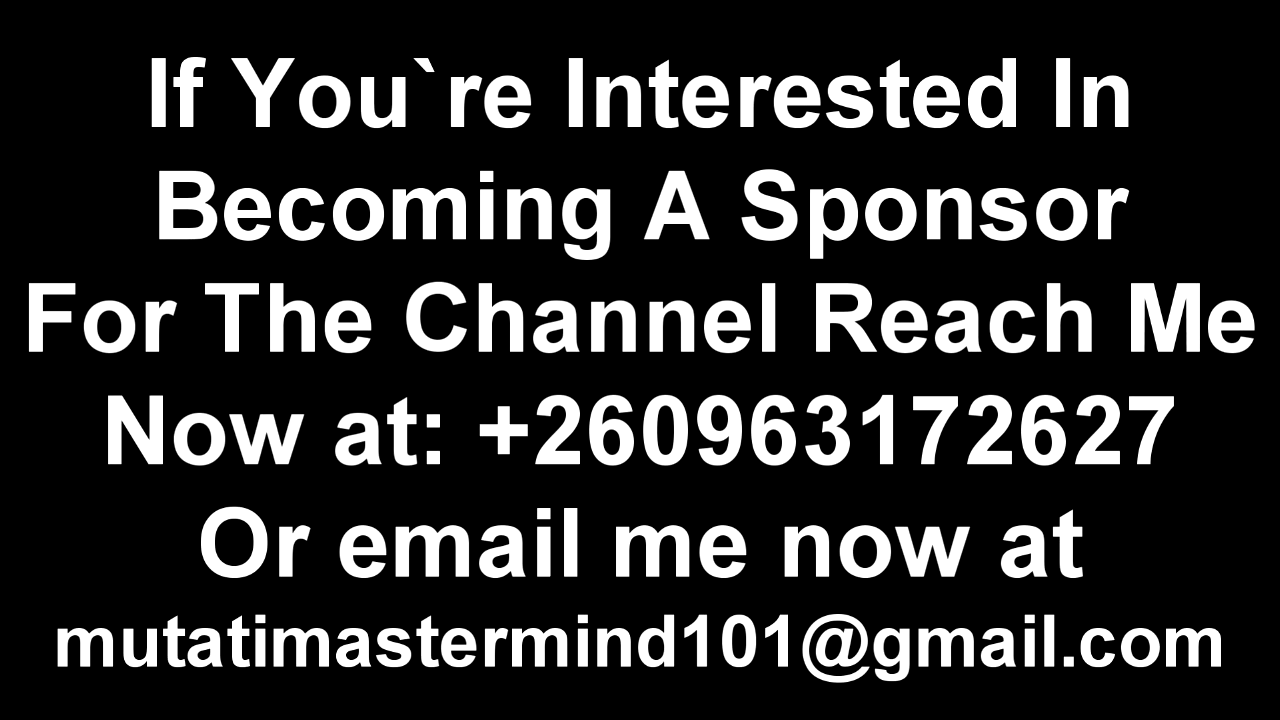 If You`re Interested In
Becoming A Sponsor
For The Channel Reach Me
Now at: +260963172627
Or email me now at
mutatimastermind101@gmail.com